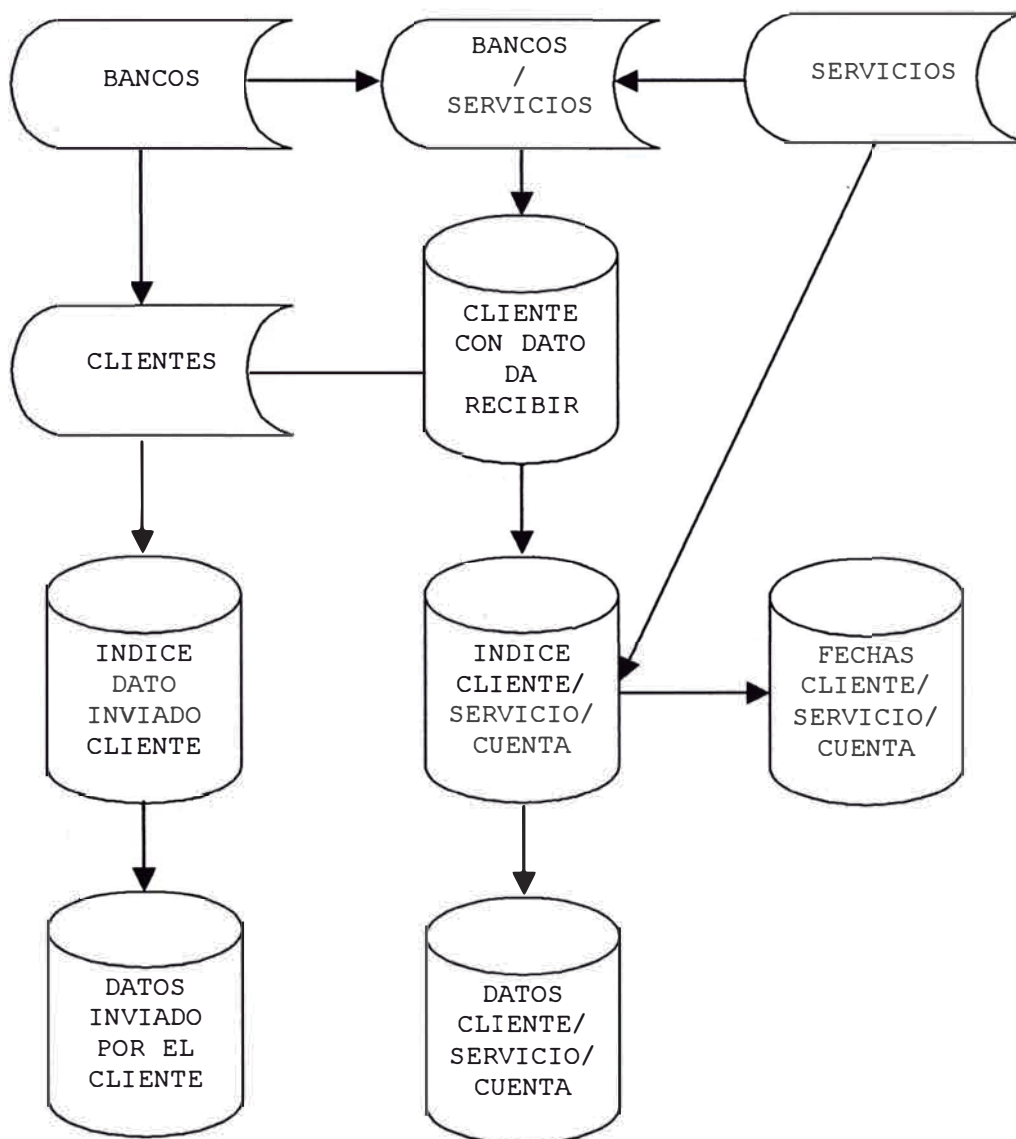 BANCOS
BANCOS
/
SERVICIOS
SERVICIOS
CLIENTES
CLIENTE
CON DATO
DA
RECIBIR
INDICE
DATO
INVIADO
CLIENTE
INDICE
CLIENTE/
SERVICIO/
CUENTA
FECHAS
CLIENTE/
SERVICIO/
CUENTA
DATOS
INVIADO
POR EL
CLIENTE
DATOS
CLIENTE/
SERVICIO/
CUENTA